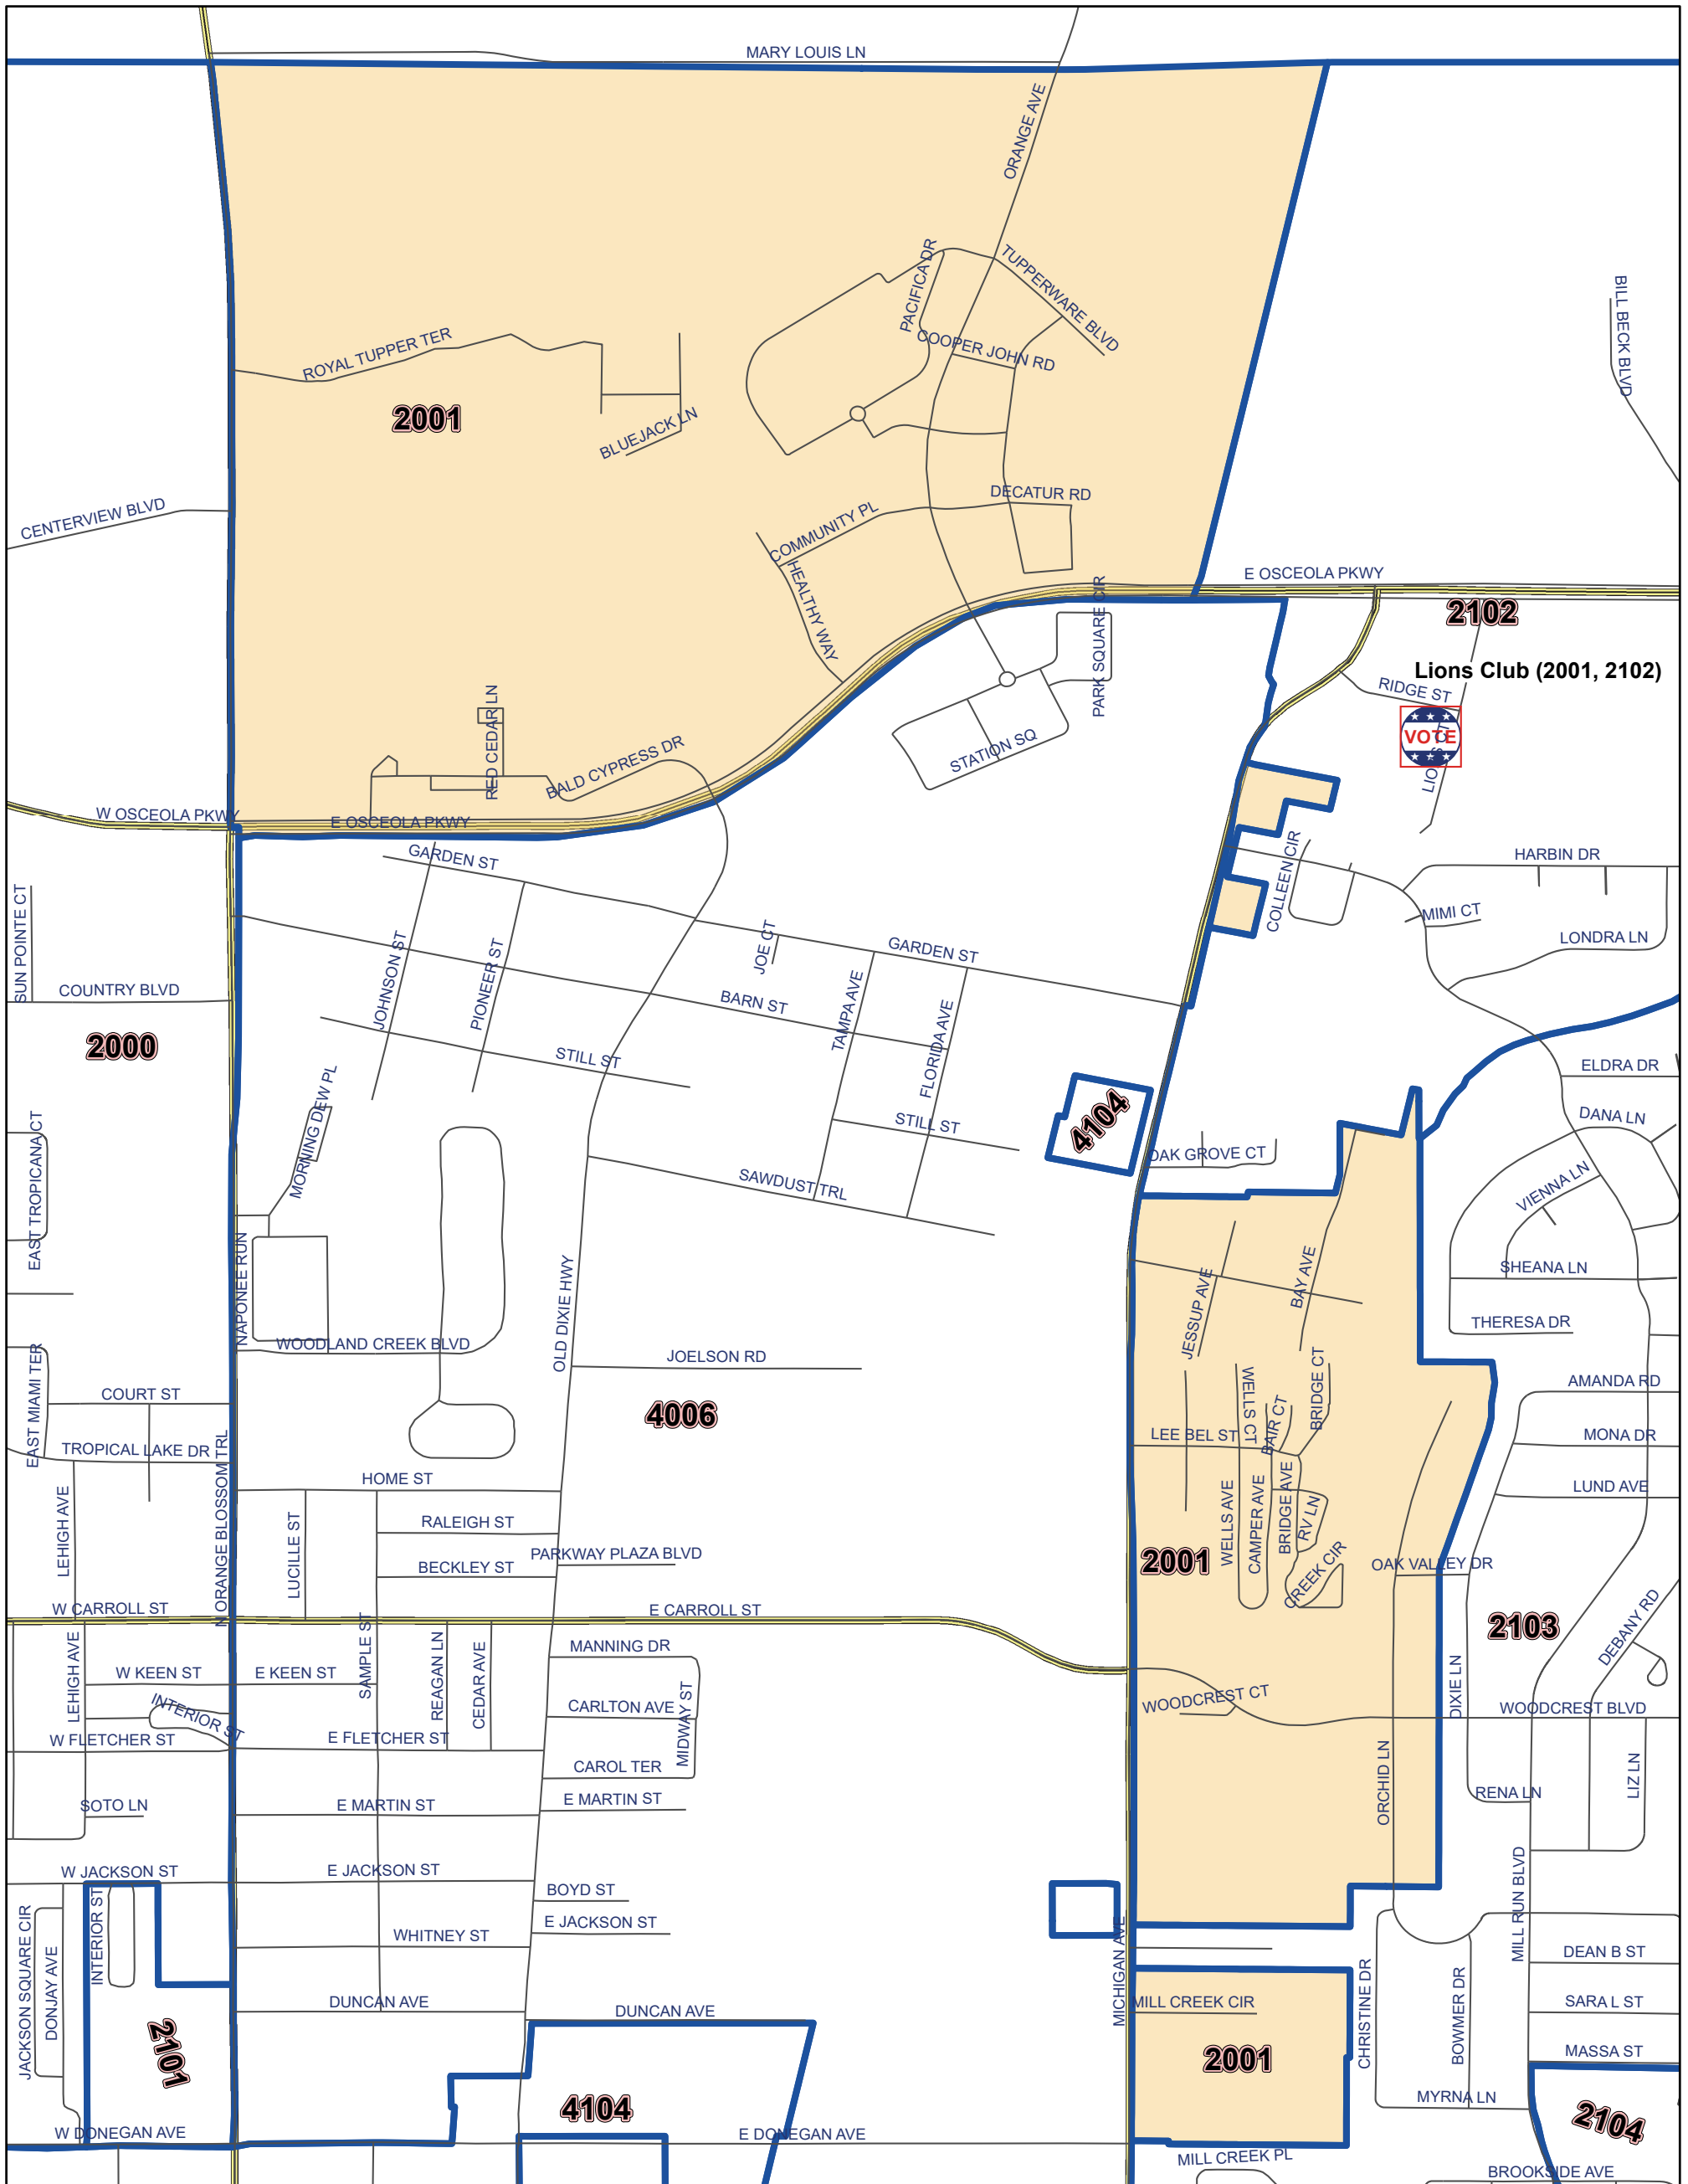 MARY LOUIS LN
ORANGE AVE
PACIFICA DR
TUPPERWARE BLVD
COOPER JOHN RD
BILL BECK BLVD
ROYAL TUPPER TER
2001
BLUEJACK LN
CENTERVIEW BLVD
DECATUR RD
COMMUNITY PL
HEALTHY WAY
E OSCEOLA PKWY
2102
PARK SQUARE CIR
Lions Club (2001, 2102)
RIDGE ST
VOTE
STATION SQ
RED CEDAR LN
BALD CYPRESS DR
W OSCEOLA PKWY
E OSCEOLA PKWY
GARDEN ST
COLLEEN CIR
HARBIN DR
SUN POINTE CT
MIMI CT
LONDRA LN
JOHNSON ST
PIONEER ST
JOE CT
GARDEN ST
COUNTRY BLVD
BARN ST
TAMPA AVE
FLORIDA AVE
2000
STILL ST
ELDRA DR
MORNING DEW PL
4104
DANA LN
STILL ST
EAST TROPICANA CT
OAK GROVE CT
SAWDUST TRL
VIENNA LN
NAPONEE RUN
OLD DIXIE HWY
JESSUP AVE
BAY AVE
SHEANA LN
THERESA DR
WOODLAND CREEK BLVD
JOELSON RD
EAST MIAMI TER
COURT ST
4006
WELLS CT
BAIR CT
BRIDGE CT
AMANDA RD
LEE BEL ST
MONA DR
TROPICAL LAKE DR
N ORANGE BLOSSOM TRL
HOME ST
LUND AVE
LEHIGH AVE
LUCILLE ST
RALEIGH ST
WELLS AVE
CAMPER AVE
BRIDGE AVE
RV LN
PARKWAY PLAZA BLVD
BECKLEY ST
2001
CREEK CIR
OAK VALLEY DR
W CARROLL ST
E CARROLL ST
2103
DEBANY RD
MANNING DR
LEHIGH AVE
W KEEN ST
E KEEN ST
SAMPLE ST
REAGAN LN
CEDAR AVE
INTERIOR ST
CARLTON AVE
MIDWAY ST
WOODCREST CT
DIXIE LN
WOODCREST BLVD
W FLETCHER ST
E FLETCHER ST
CAROL TER
ORCHID LN
LIZ LN
SOTO LN
E MARTIN ST
E MARTIN ST
RENA LN
W JACKSON ST
E JACKSON ST
BOYD ST
INTERIOR ST
E JACKSON ST
WHITNEY ST
MICHIGAN AVE
MILL RUN BLVD
JACKSON SQUARE CIR
DONJAY AVE
DEAN B ST
CHRISTINE DR
BOWMER DR
DUNCAN AVE
DUNCAN AVE
MILL CREEK CIR
SARA L ST
2101
2001
MASSA ST
4104
MYRNA LN
2104
W DONEGAN AVE
E DONEGAN AVE
MILL CREEK PL
BROOKSIDE AVE